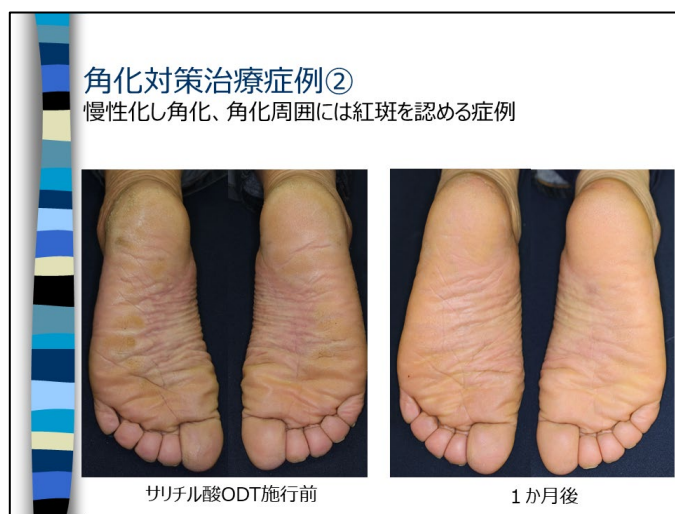 角化対策治療症例②
慢性化し角化、角化周囲には紅斑を認める症例
サリチル酸ODT施行前
１か月後